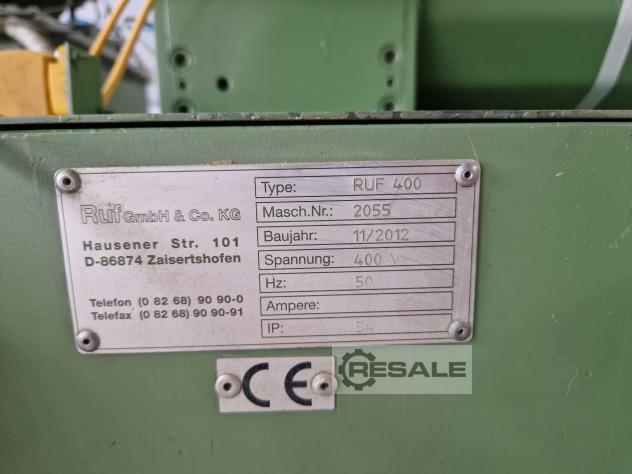 Ruf GmbH & Co. KG
Hausener Str. 101
D-86874 Zaisertshofen
Telefon (0 82 68) 90 90-0
Telefax (0 82 68) 90 90-91
Type: RUF 400
Masch.Nr.: 2055
Baujahr: 11/2012
Spannung: 400 V
Hz: 50
Ampere:
IP: 54
CE
RESALE